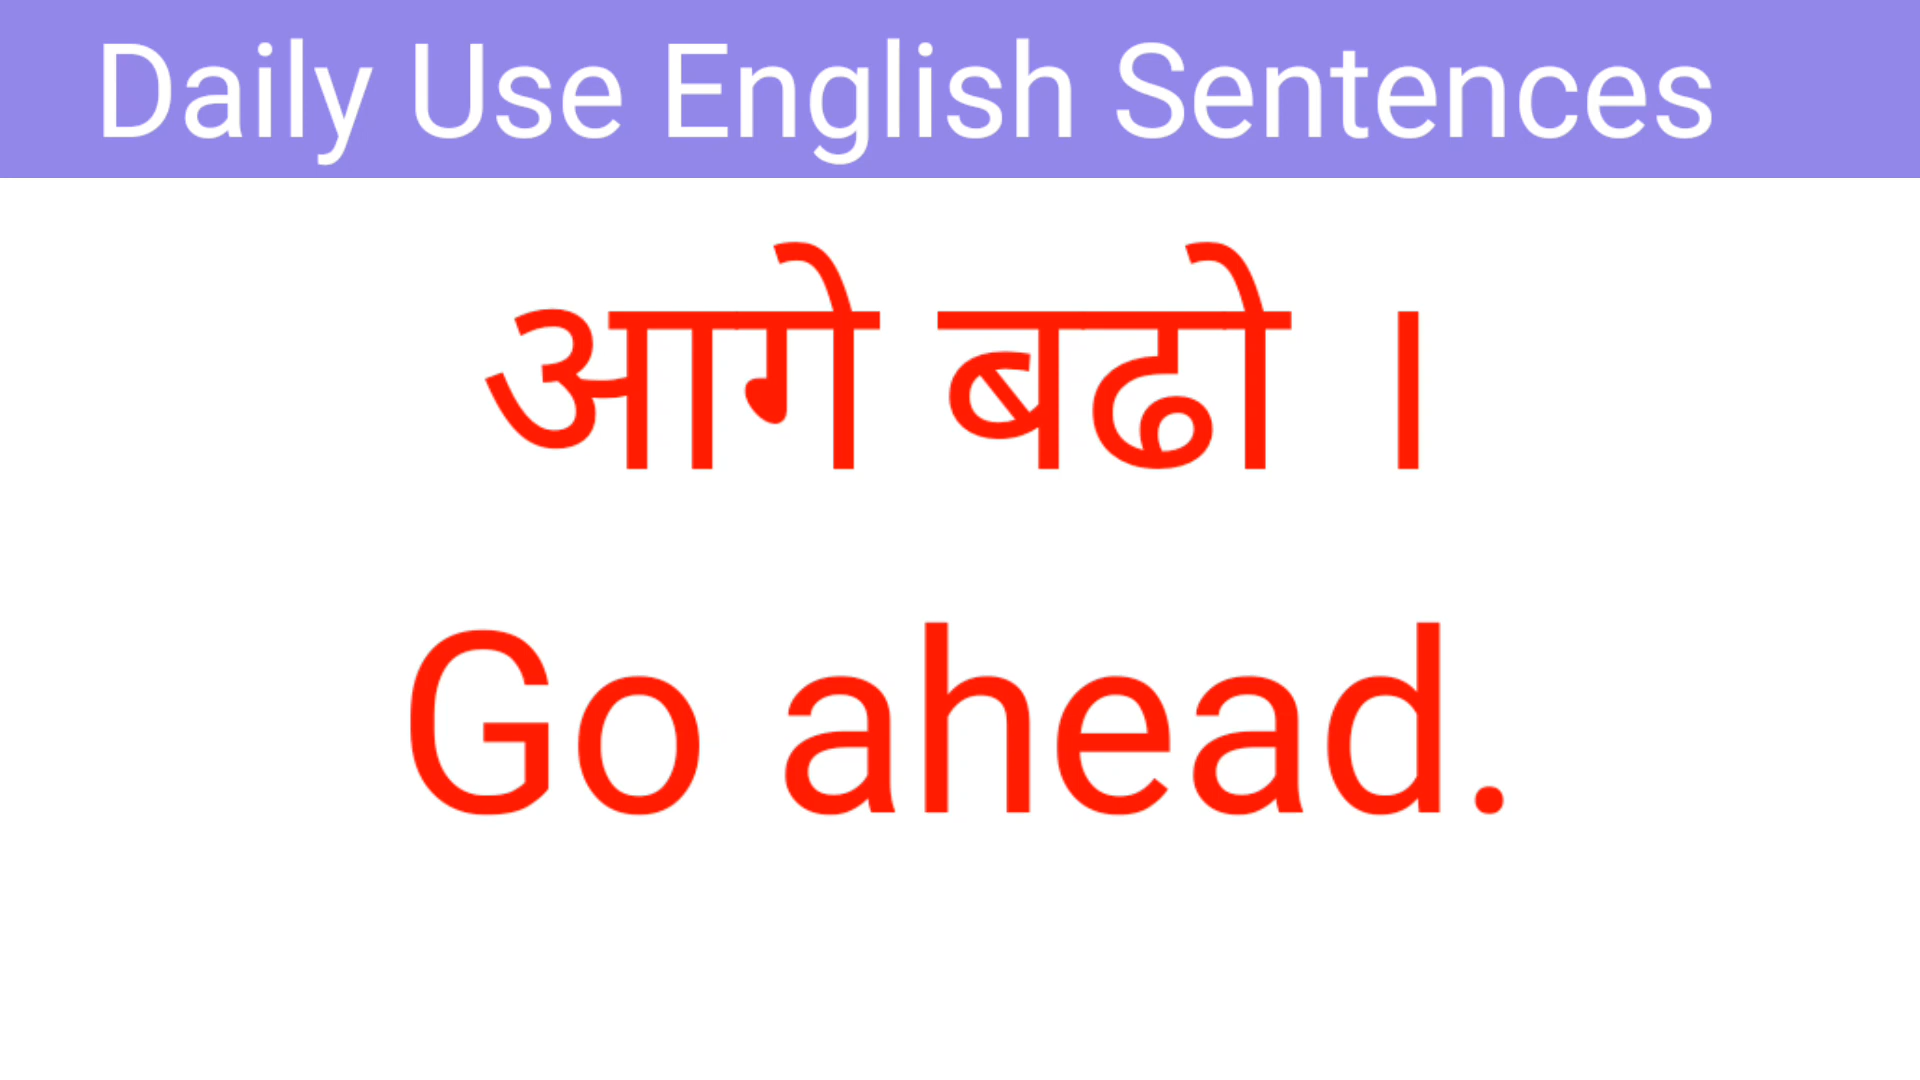 Daily Use English Sentences
आगे बढो ।
Go ahead.